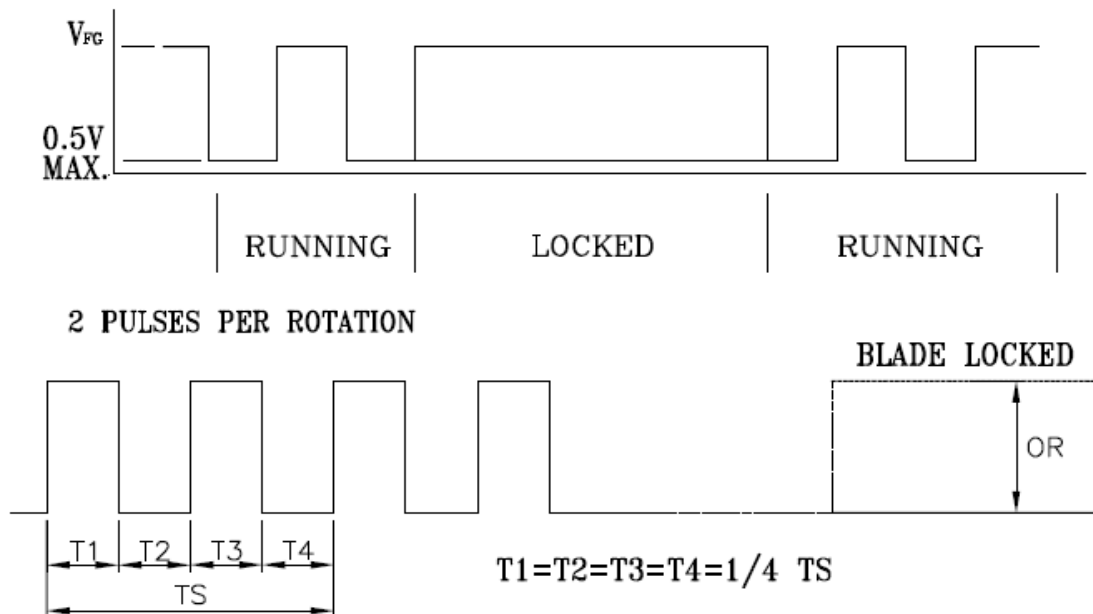 VFG
0.5V
MAX.
RUNNING LOCKED RUNNING
2 PULSES PER ROTATION
BLADE LOCKED
OR
T1 T2 T3 T4
TS
T1=T2=T3=T4=1/4 TS